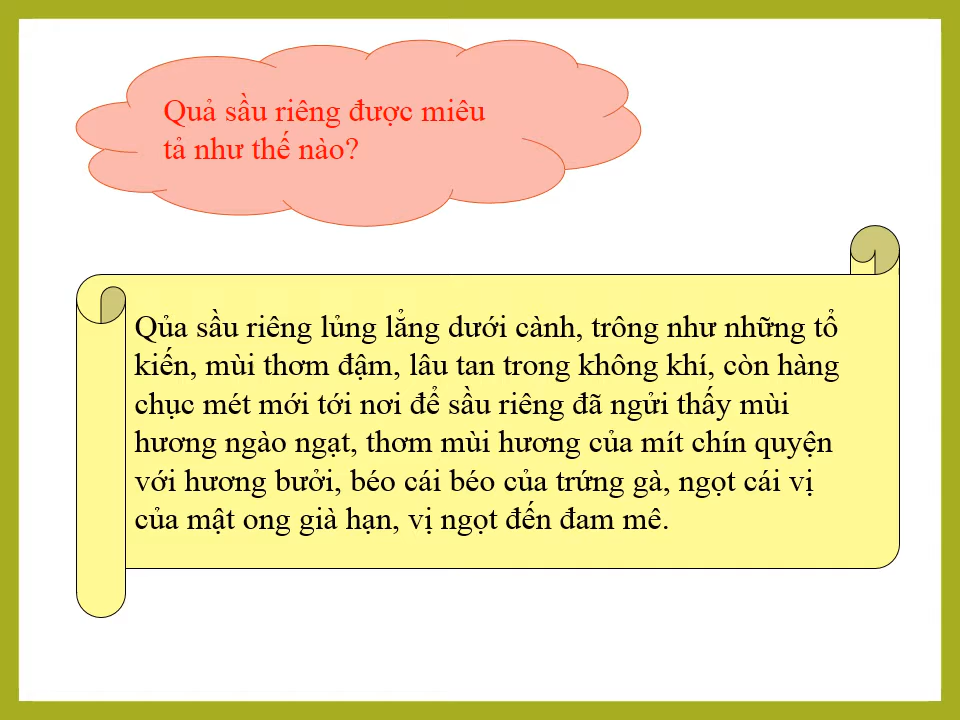 Quả sầu riêng được miêu
tả như thế nào?
Qủa sầu riêng lủng lẳng dưới cành, trông như những tổ
kiến, mùi thơm đậm, lâu tan trong không khí, còn hàng
chục mét mới tới nơi để sầu riêng đã ngửi thấy mùi
hương ngào ngạt, thơm mùi hương của mít chín quyện
với hương bưởi, béo cái béo của trứng gà, ngọt cái vị
của mật ong già hạn, vị ngọt đến đam mê.